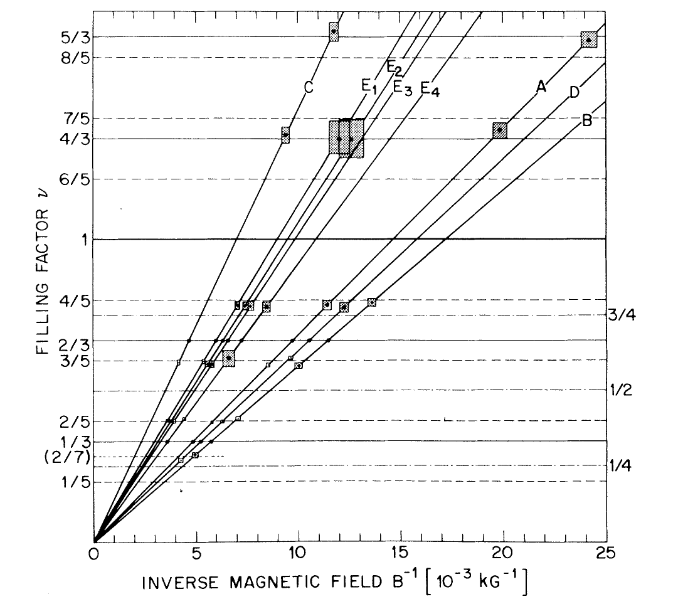 5/3
8/5
7/5
4/3
6/5
1
4/5
2/3
3/5
2/5
1/3
(2/7)
1/5
FILLING FACTOR ν
3/4
1/2
1/4
C
E1
E2
E3
E4
A
D
B
0 5 10 15 20 25
INVERSE MAGNETIC FIELD B⁻¹ [10⁻³ kG⁻¹]